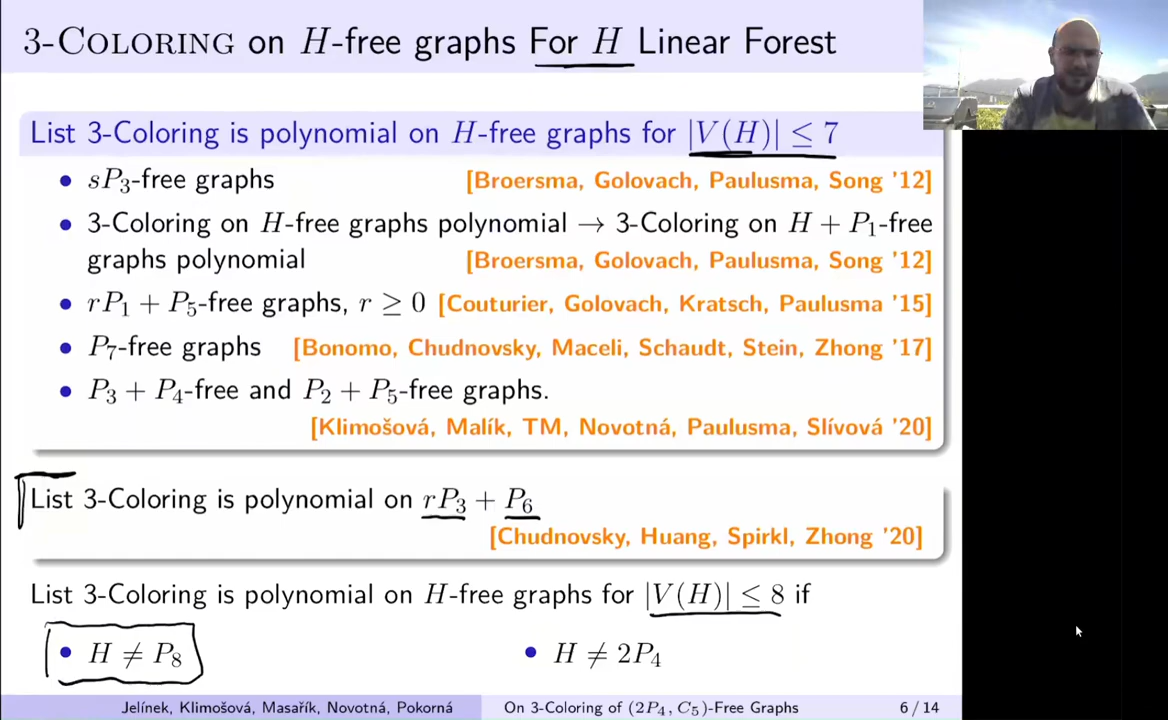 3-COLORING on H-free graphs For H Linear Forest
List 3-Coloring is polynomial on H-free graphs for |V(H)| ≤ 7
• sP₃-free graphs [Broersma, Golovach, Paulusma, Song '12]
• 3-Coloring on H-free graphs polynomial → 3-Coloring on H + P₁-free
graphs polynomial [Broersma, Golovach, Paulusma, Song '12]
• rP₁ + P₅-free graphs, r ≥ 0 [Couturier, Golovach, Kratsch, Paulusma '15]
• P₇-free graphs [Bonomo, Chudnovsky, Maceli, Schaudt, Stein, Zhong '17]
• P₃ + P₄-free and P₂ + P₅-free graphs.
[Klimošová, Malík, TM, Novotná, Paulusma, Slívová '20]
List 3-Coloring is polynomial on rP₃ + P₆
[Chudnovsky, Huang, Spirkl, Zhong '20]
List 3-Coloring is polynomial on H-free graphs for |V(H)| ≤ 8 if
• H ≠ P₈ • H ≠ 2P₄
Jelínek, Klimošová, Masařík, Novotná, Pokorná On 3-Coloring of (2P₄, C₅)-Free Graphs 6 / 14